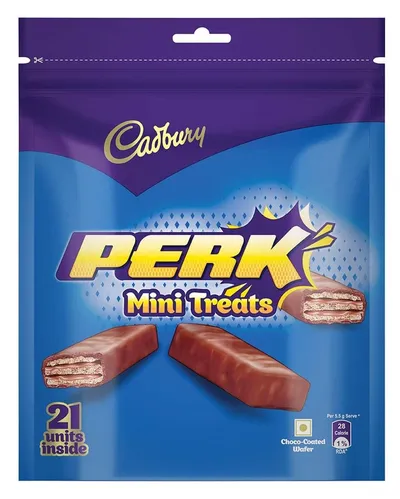 Cadbury
PERK
Mini Treats
21
units
inside
Choco-Coated
Wafer
Per 5.5 g Serve*
28
Calorie
1%
RDA*